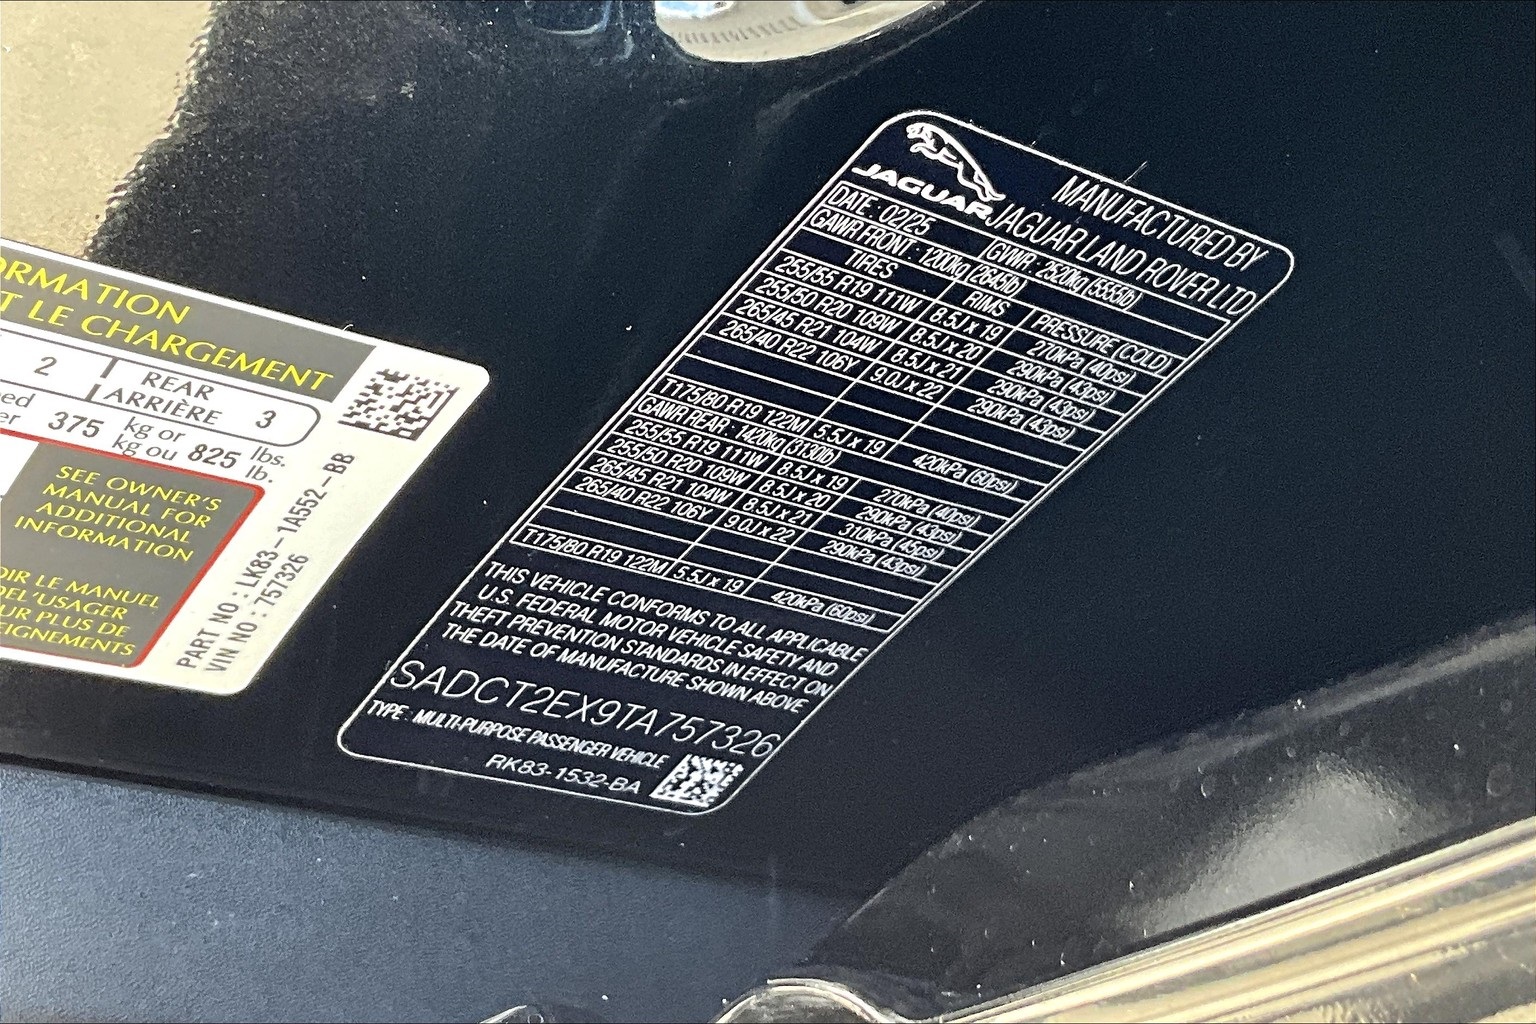 ORMATION
T LE CHARGEMENT
2 REAR
ARRIÈRE 3
375 kg or
kg ou 825 lbs.
lb.
SEE OWNER'S
MANUAL FOR
ADDITIONAL
INFORMATION
OIR LE MANUEL
DEL'USAGER
UR PLUS DE
EIGNEMENTS
PART NO : LK83-1A552-BB
VIN NO : 757326
JAGUAR
MANUFACTURED BY
JAGUAR LAND ROVER LTD
DATE : 02/25 GVWR : 2520kg (5555lb)
GAWR FRONT : 1200kg (2645lb)
TIRES RIMS PRESSURE (COLD)
255/55 R19 111W 8.5J x 19 270kPa (40psi)
255/50 R20 109W 8.5J x 20 290kPa (43psi)
265/45 R21 104W 8.5J x 21 290kPa (43psi)
265/40 R22 106Y 9.0J x 22 290kPa (43psi)
T175/80 R19 122M 5.5J x 19 420kPa (60psi)
GAWR REAR : 1420kg (3130lb)
255/55 R19 111W 8.5J x 19 270kPa (40psi)
255/50 R20 109W 8.5J x 20 290kPa (43psi)
265/45 R21 104W 8.5J x 21 310kPa (45psi)
265/40 R22 106Y 9.0J x 22 290kPa (43psi)
T175/80 R19 122M 5.5J x 19 420kPa (60psi)
THIS VEHICLE CONFORMS TO ALL APPLICABLE
U.S. FEDERAL MOTOR VEHICLE SAFETY AND
THEFT PREVENTION STANDARDS IN EFFECT ON
THE DATE OF MANUFACTURE SHOWN ABOVE
SADCT2EX9TA757326
TYPE : MULTI-PURPOSE PASSENGER VEHICLE
RK83-1532-BA